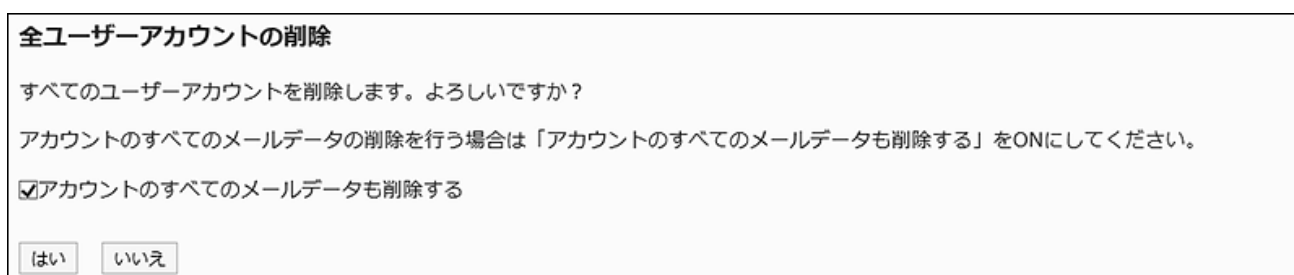 全ユーザーアカウントの削除
すべてのユーザーアカウントを削除します。よろしいですか？
アカウントのすべてのメールデータの削除を行う場合は「アカウントのすべてのメールデータも削除する」をONにしてください。
アカウントのすべてのメールデータも削除する
はい いいえ